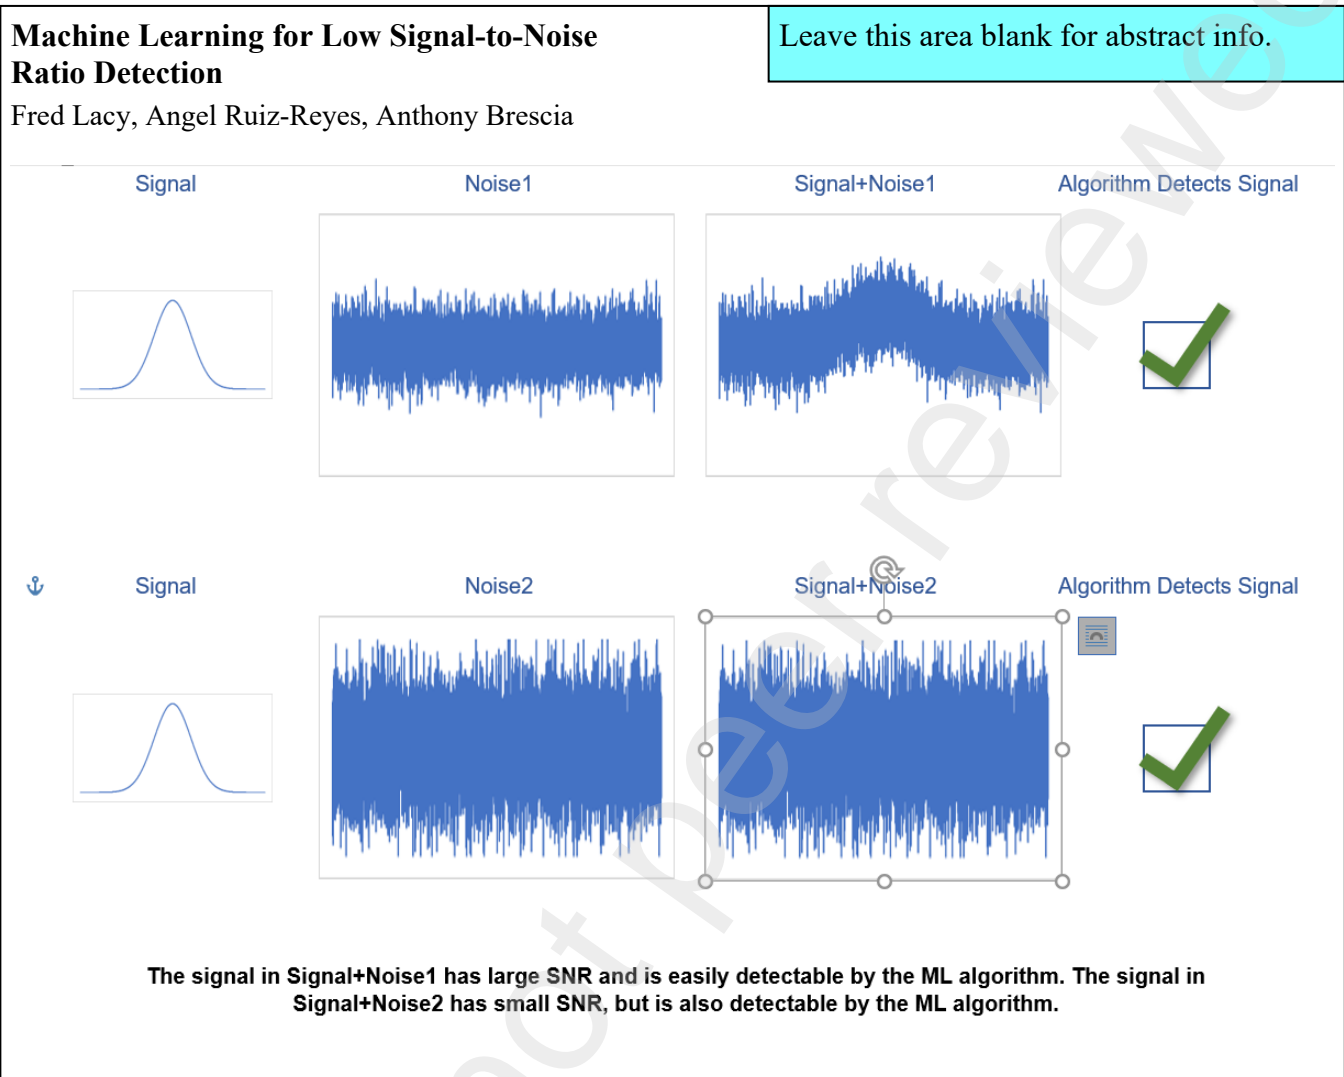 Machine Learning for Low Signal-to-Noise
Ratio Detection
Leave this area blank for abstract info.
Fred Lacy, Angel Ruiz-Reyes, Anthony Brescia
Signal Noise1 Signal+Noise1 Algorithm Detects Signal
Signal Noise2 Signal+Noise2 Algorithm Detects Signal
The signal in Signal+Noise1 has large SNR and is easily detectable by the ML algorithm. The signal in
Signal+Noise2 has small SNR, but is also detectable by the ML algorithm.
not peer reviewed